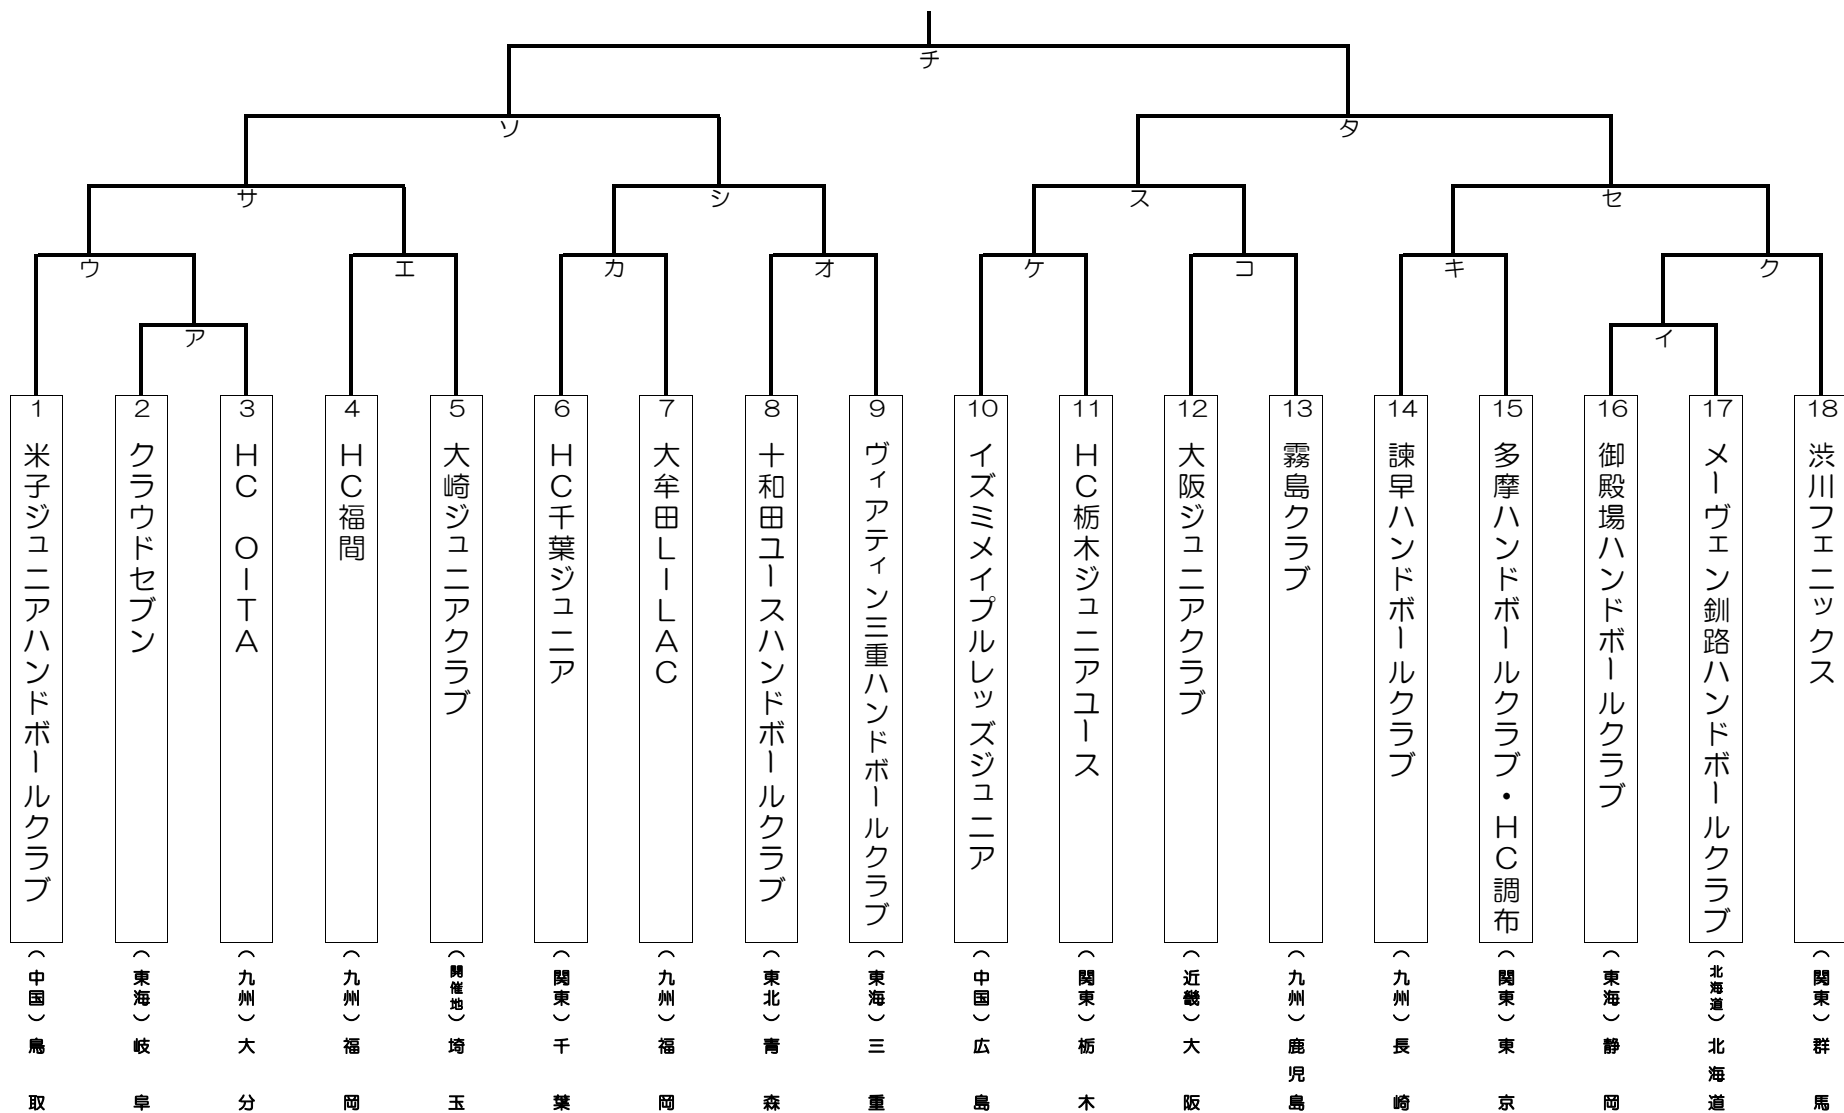 チ
ソ
タ
サ
シ
ス
セ
ウ
エ
カ
オ
ケ
コ
キ
ク
ア
イ
1 米子ジュニアハンドボールクラブ (中国) 鳥取
2 クラウドセブン (東海) 岐阜
3 HC OITA (九州) 大分
4 HC福間 (九州) 福岡
5 大崎ジュニアクラブ (開催地) 埼玉
6 HC千葉ジュニア (関東) 千葉
7 大牟田LILAC (九州) 福岡
8 十和田ユースハンドボールクラブ (東北) 青森
9 ヴィアティン三重ハンドボールクラブ (東海) 三重
10 イズミメイプルレッズジュニア (中国) 広島
11 HC栃木ジュニアユース (関東) 栃木
12 大阪ジュニアクラブ (近畿) 大阪
13 霧島クラブ (九州) 鹿児島
14 諫早ハンドボールクラブ (九州) 長崎
15 多摩ハンドボールクラブ・HC調布 (関東) 東京
16 御殿場ハンドボールクラブ (東海) 静岡
17 メーヴェン釧路ハンドボールクラブ (北海道) 北海道
18 渋川フェニックス (関東) 群馬